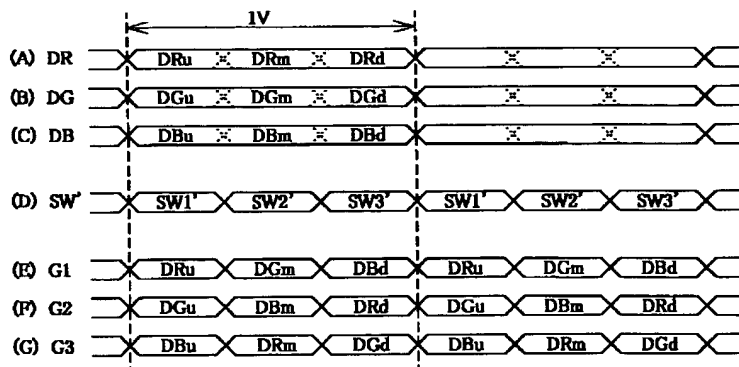 1V
(A) DR DRu DRm DRd
(B) DG DGu DGm DGd
(C) DB DBu DBm DBd
(D) SW' SW1' SW2' SW3' SW1' SW2' SW3'
(E) G1 DRu DGm DBd DRu DGm DBd
(F) G2 DGu DBm DRd DGu DBm DRd
(G) G3 DBu DRm DGd DBu DRm DGd